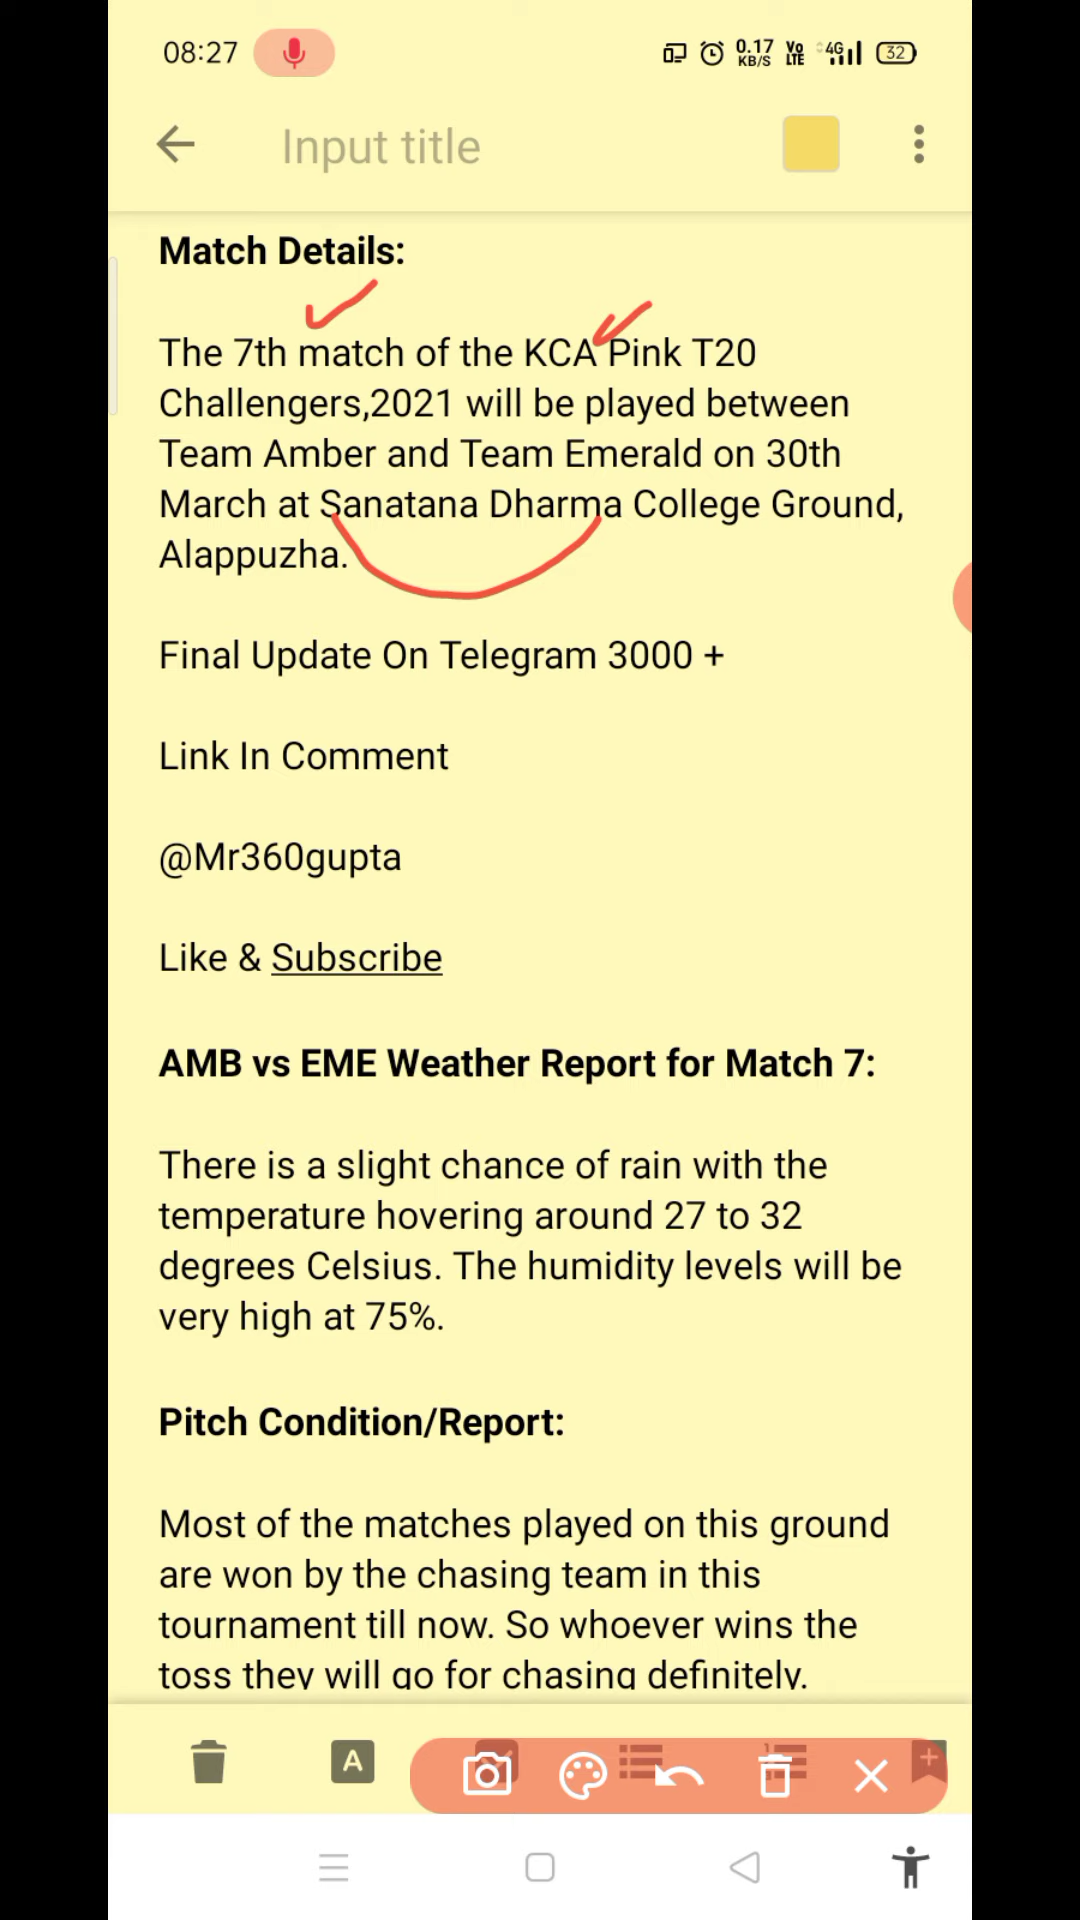 08:27
0.17 KB/S
Vo LTE
4G
32
Input title
Match Details:
The 7th match of the KCA Pink T20
Challengers,2021 will be played between
Team Amber and Team Emerald on 30th
March at Sanatana Dharma College Ground,
Alappuzha.
Final Update On Telegram 3000 +
Link In Comment
@Mr360gupta
Like & Subscribe
AMB vs EME Weather Report for Match 7:
There is a slight chance of rain with the
temperature hovering around 27 to 32
degrees Celsius. The humidity levels will be
very high at 75%.
Pitch Condition/Report:
Most of the matches played on this ground
are won by the chasing team in this
tournament till now. So whoever wins the
toss they will go for chasing definitely.
A